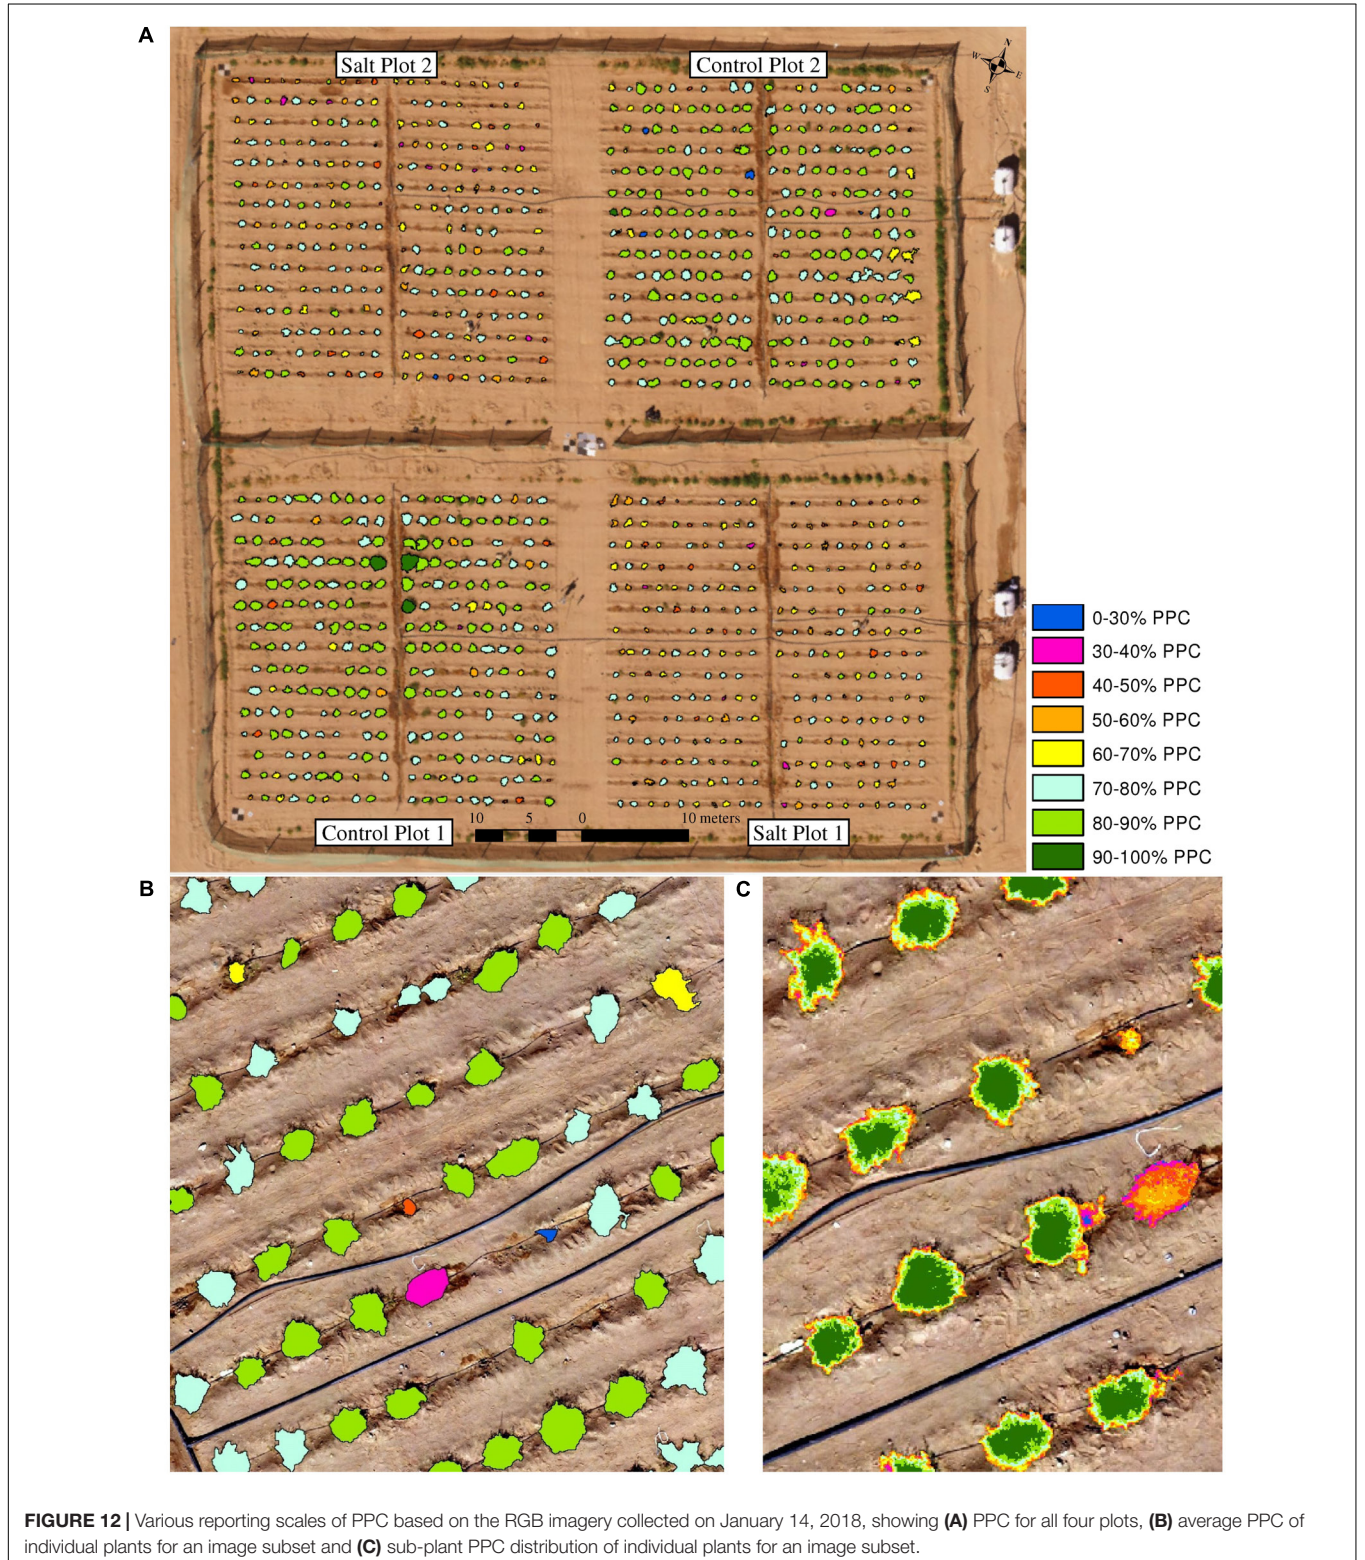 A
Salt Plot 2
Control Plot 2
N
W
E
S
0-30% PPC
30-40% PPC
40-50% PPC
50-60% PPC
60-70% PPC
70-80% PPC
80-90% PPC
90-100% PPC
10 5 0 10 meters
Control Plot 1
Salt Plot 1
B
C
FIGURE 12 | Various reporting scales of PPC based on the RGB imagery collected on January 14, 2018, showing (A) PPC for all four plots, (B) average PPC of
individual plants for an image subset and (C) sub-plant PPC distribution of individual plants for an image subset.